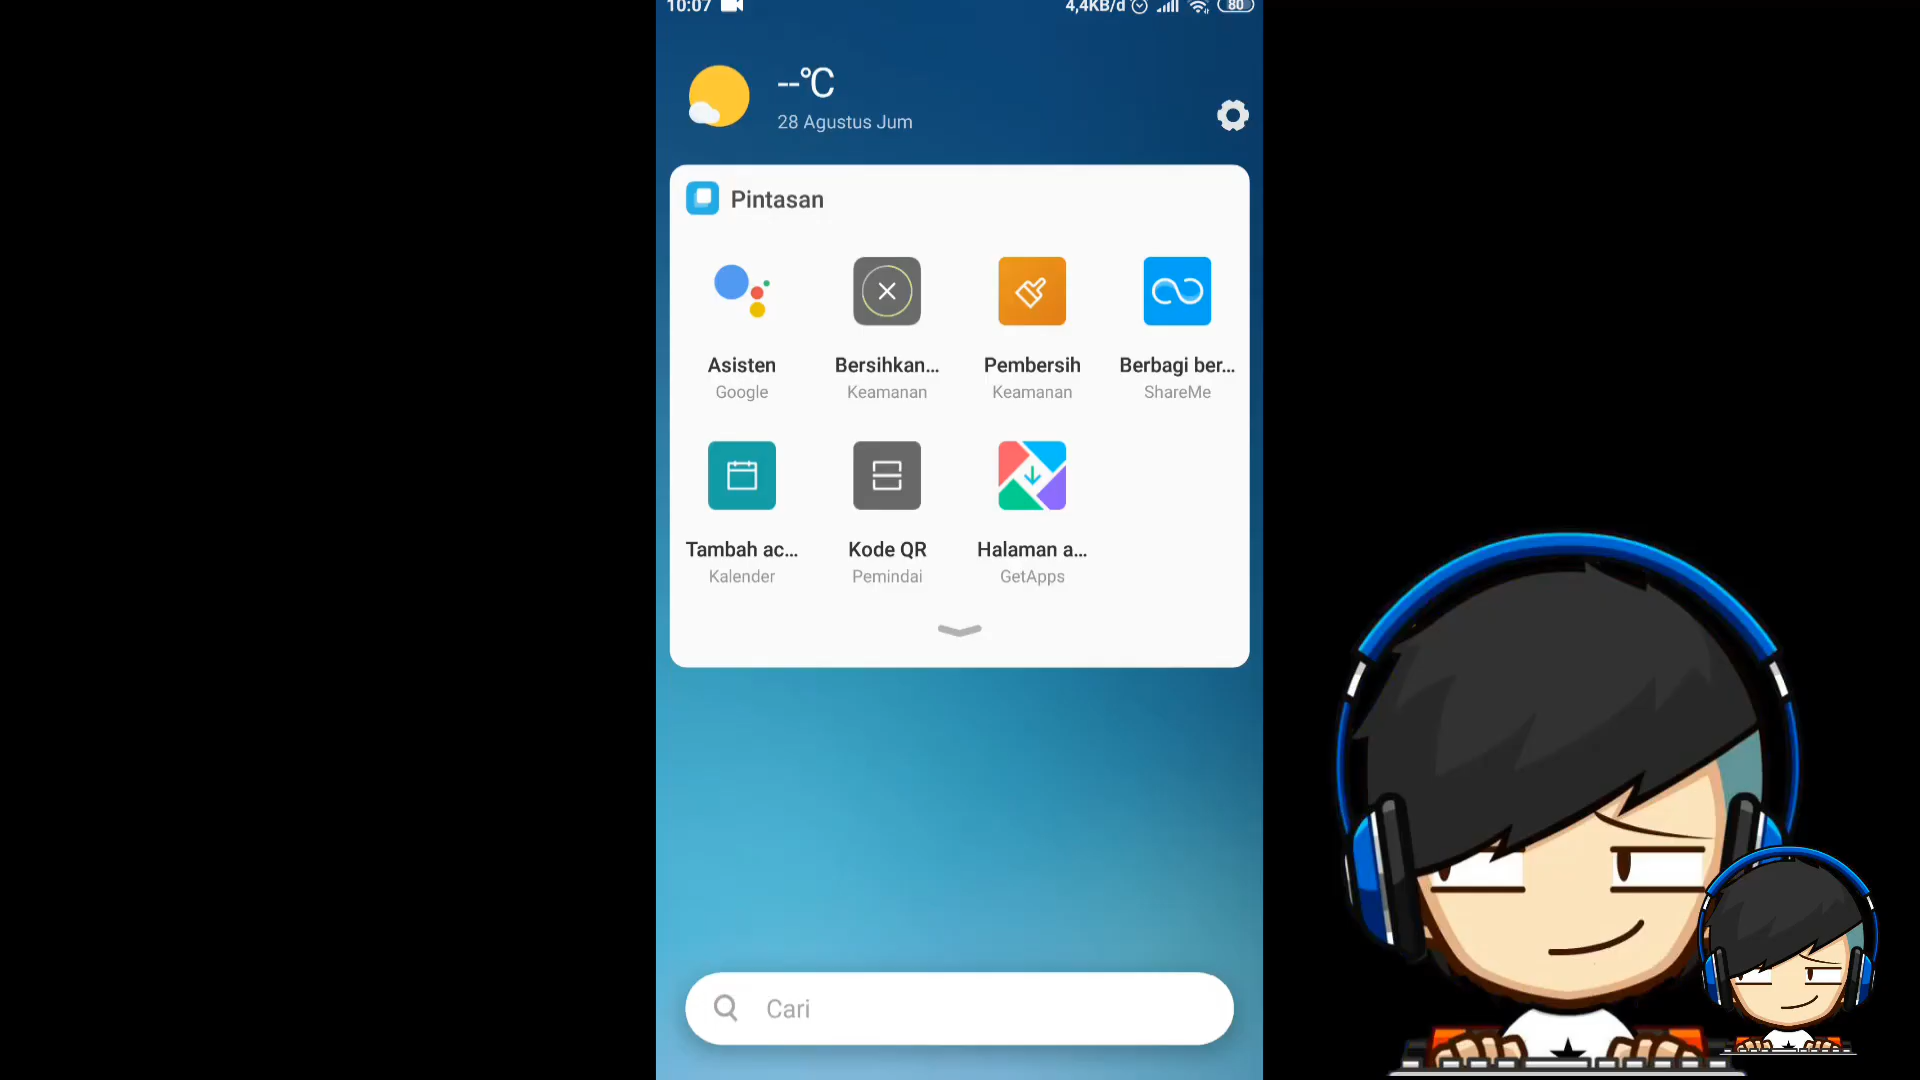 10:07 4,4KB/d 80
--°C
28 Agustus Jum
Pintasan
Asisten Bersihkan... Pembersih Berbagi ber...
Google Keamanan Keamanan ShareMe
Tambah ac... Kode QR Halaman a...
Kalender Pemindai GetApps
Cari